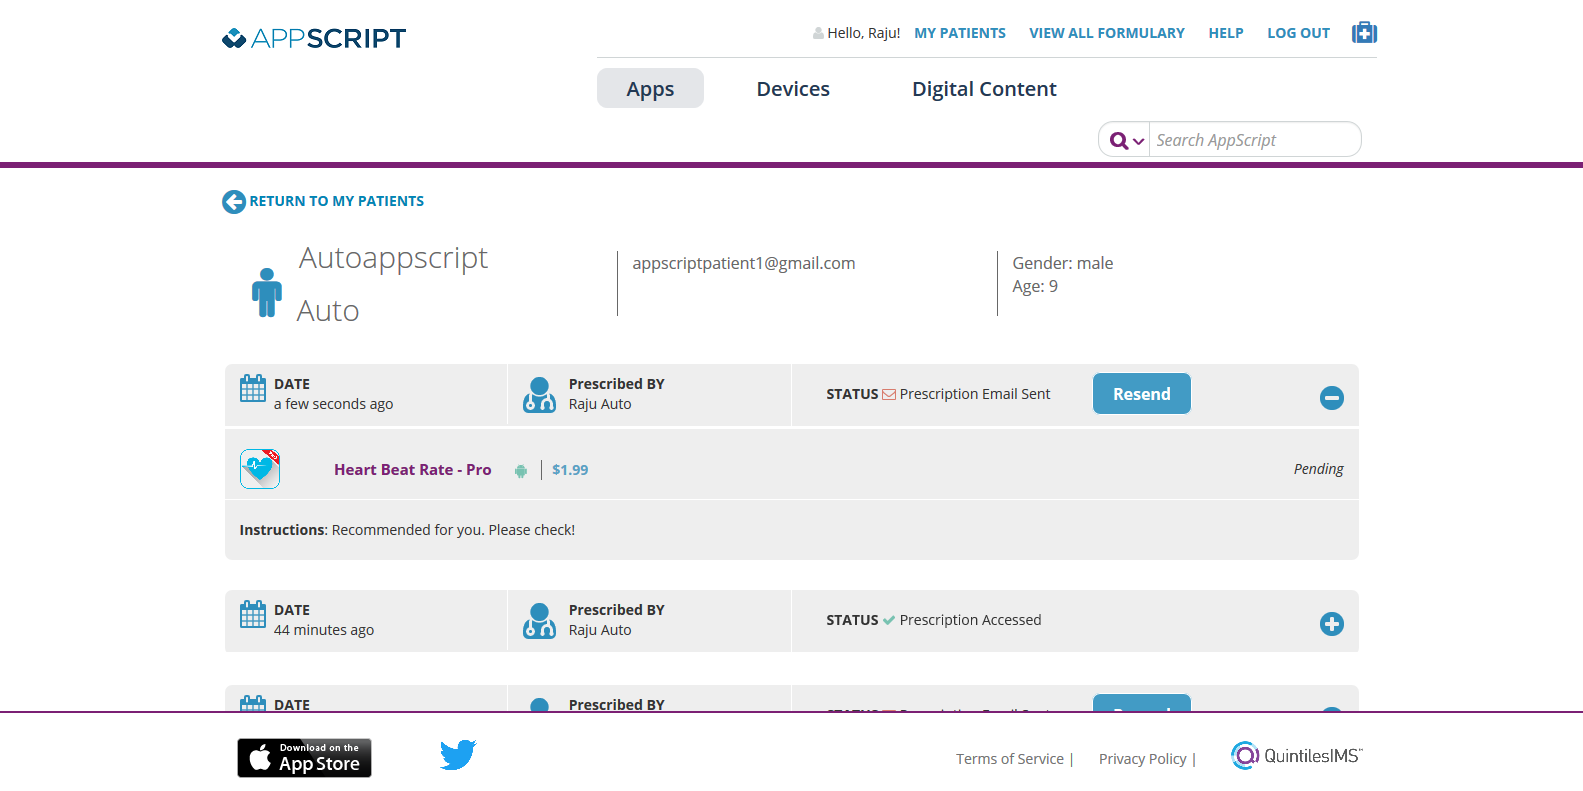 APPSCRIPT
Hello, Raju! MY PATIENTS VIEW ALL FORMULARY HELP LOG OUT
Apps Devices Digital Content
Search AppScript
RETURN TO MY PATIENTS
Autoappscript
Auto
appscriptpatient1@gmail.com
Gender: male
Age: 9
DATE
a few seconds ago
Prescribed BY
Raju Auto
STATUS Prescription Email Sent
Resend
Heart Beat Rate - Pro | $1.99
Pending
Instructions: Recommended for you. Please check!
DATE
44 minutes ago
Prescribed BY
Raju Auto
STATUS Prescription Accessed
DATE
Prescribed BY
Download on the
App Store
Terms of Service |
Privacy Policy |
QuintilesIMS™